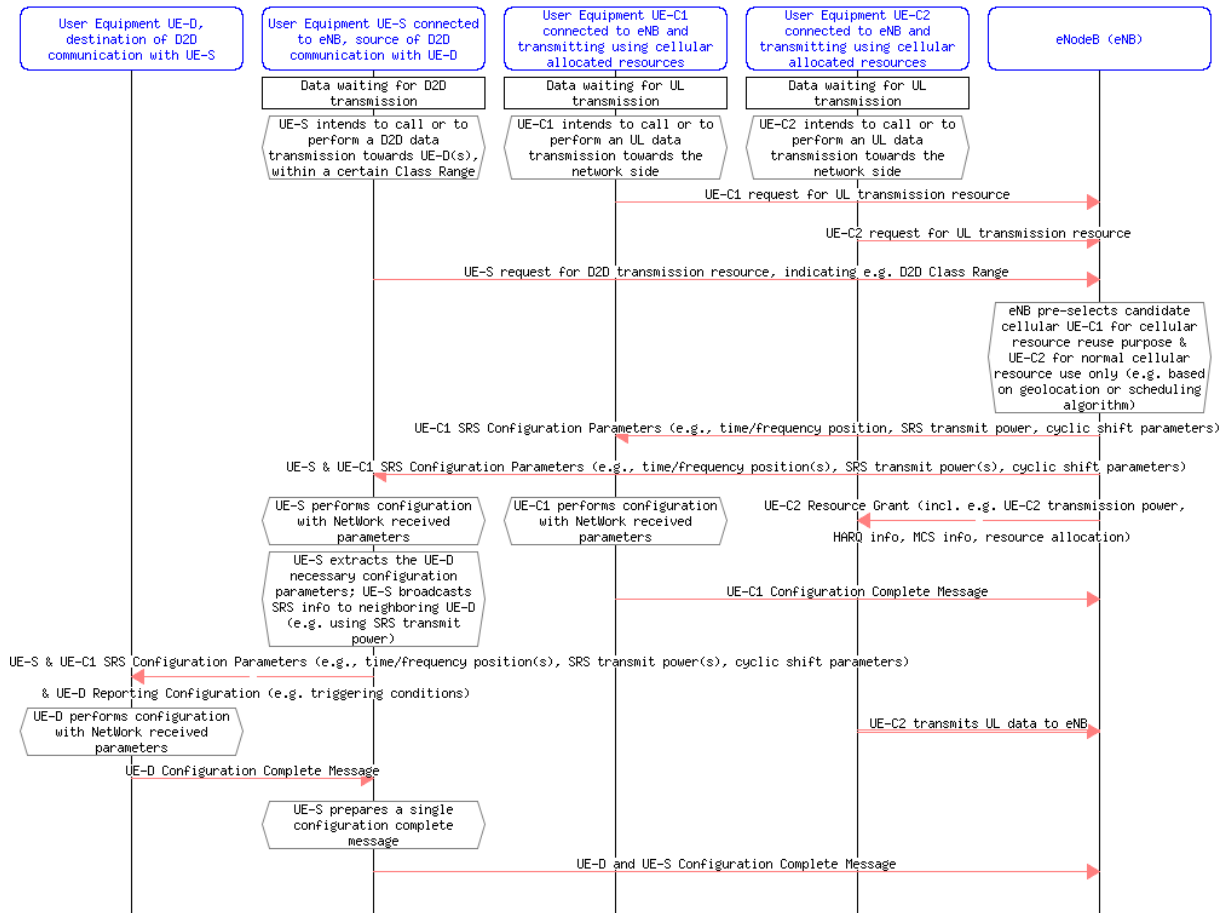 User Equipment UE-D,
destination of D2D
communication with UE-S
User Equipment UE-S connected
to eNB, source of D2D
communication with UE-D
User Equipment UE-C1
connected to eNB and
transmitting using cellular
allocated resources
User Equipment UE-C2
connected to eNB and
transmitting using cellular
allocated resources
eNodeB (eNB)
Data waiting for D2D
transmission
Data waiting for UL
transmission
Data waiting for UL
transmission
UE-S intends to call or to
perform a D2D data
transmission towards UE-D(s),
within a certain Class Range
UE-C1 intends to call or to
perform an UL data
transmission towards the
network side
UE-C2 intends to call or to
perform an UL data
transmission towards the
network side
UE-C1 request for UL transmission resource
UE-C2 request for UL transmission resource
UE-S request for D2D transmission resource, indicating e.g. D2D Class Range
eNB pre-selects candidate
cellular UE-C1 for cellular
resource reuse purpose &
UE-C2 for normal cellular
resource use only (e.g. based
on geolocation or scheduling
algorithm)
UE-C1 SRS Configuration Parameters (e.g., time/frequency position, SRS transmit power, cyclic shift parameters)
UE-S & UE-C1 SRS Configuration Parameters (e.g., time/frequency position(s), SRS transmit power(s), cyclic shift parameters)
UE-S performs configuration
with NetWork received
parameters
UE-C1 performs configuration
with NetWork received
parameters
UE-C2 Resource Grant (incl. e.g. UE-C2 transmission power,
HARQ info, MCS info, resource allocation)
UE-S extracts the UE-D
necessary configuration
parameters; UE-S broadcasts
SRS info to neighboring UE-D
(e.g. using SRS transmit
power)
UE-C1 Configuration Complete Message
UE-S & UE-C1 SRS Configuration Parameters (e.g., time/frequency position(s), SRS transmit power(s), cyclic shift parameters)
& UE-D Reporting Configuration (e.g. triggering conditions)
UE-D performs configuration
with NetWork received
parameters
UE-C2 transmits UL data to eNB
UE-D Configuration Complete Message
UE-S prepares a single
configuration complete
message
UE-D and UE-S Configuration Complete Message